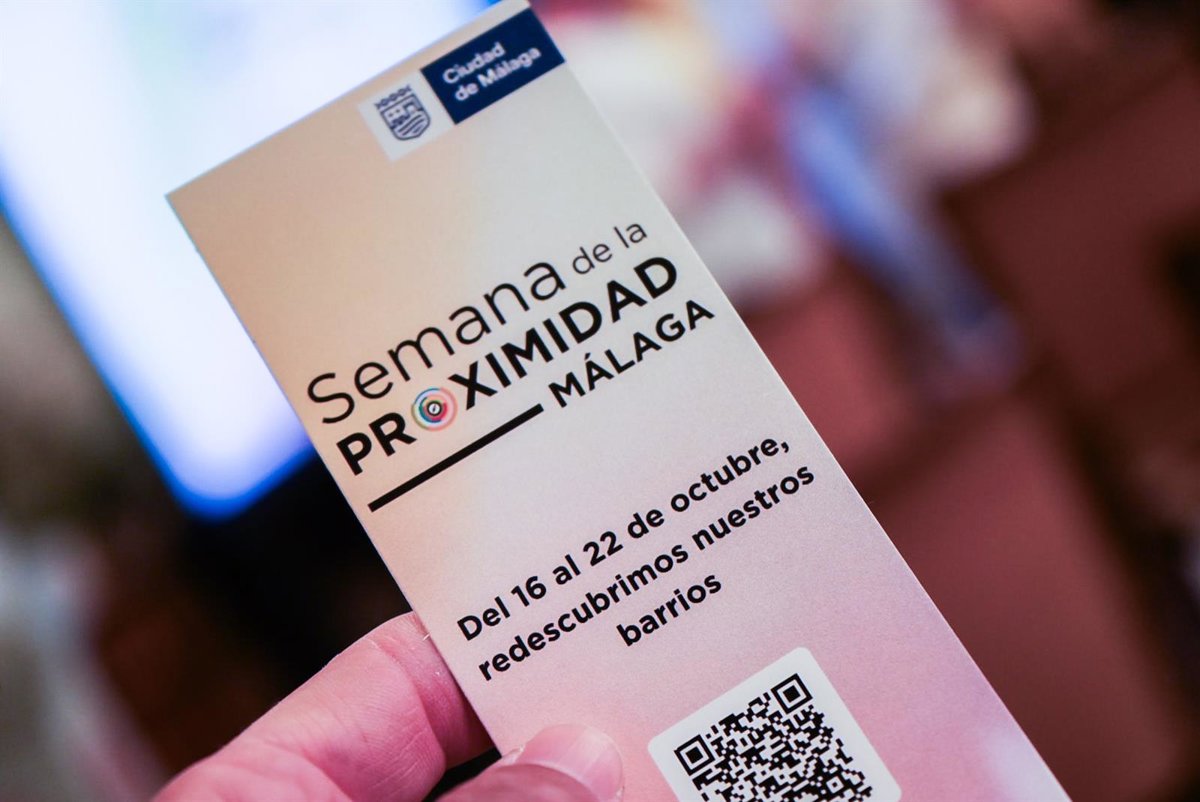 Ciudad
de Málaga
Semana de la
PROXIMIDAD
MÁLAGA
Del 16 al 22 de octubre,
redescubrimos nuestros
barrios